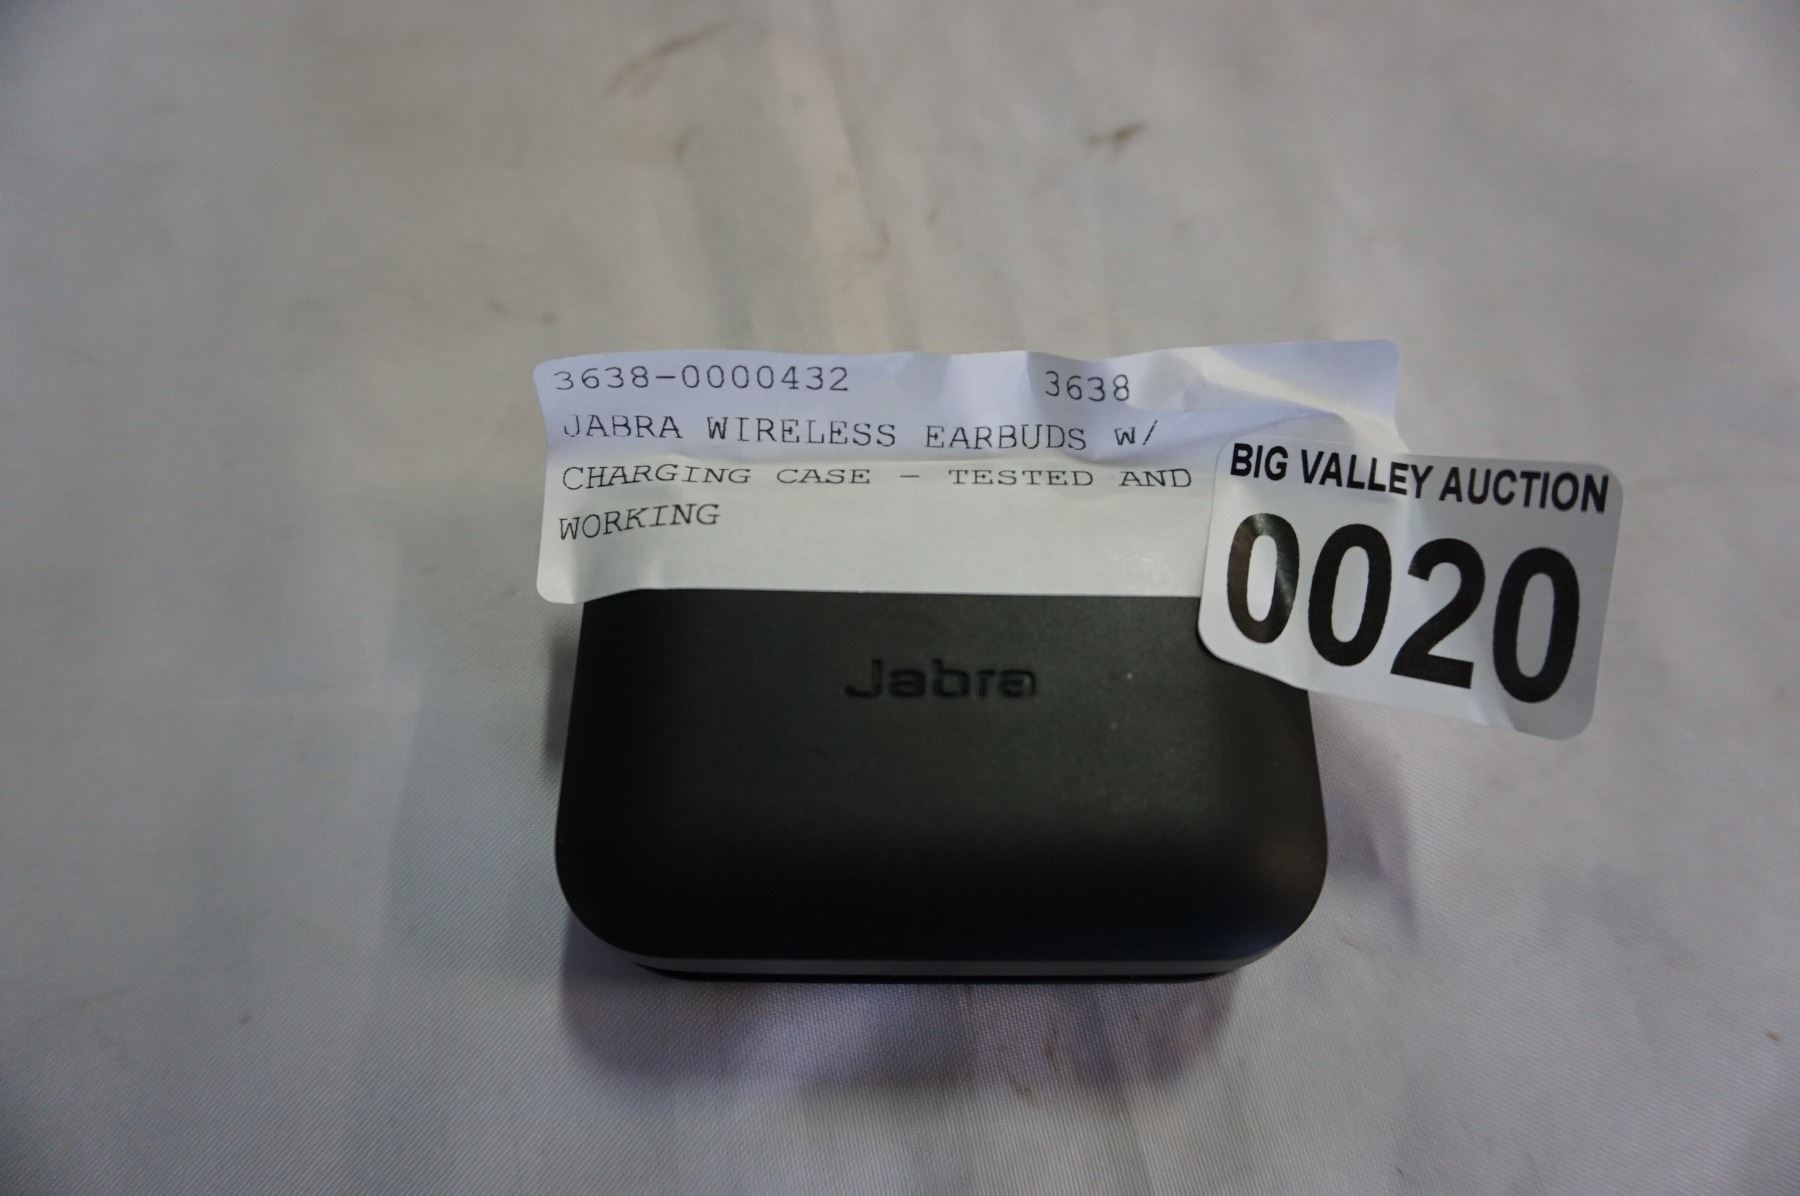 3638-0000432 3638
JABRA WIRELESS EARBUDS W/
CHARGING CASE - TESTED AND
WORKING
BIG VALLEY AUCTION
0020
Jabra